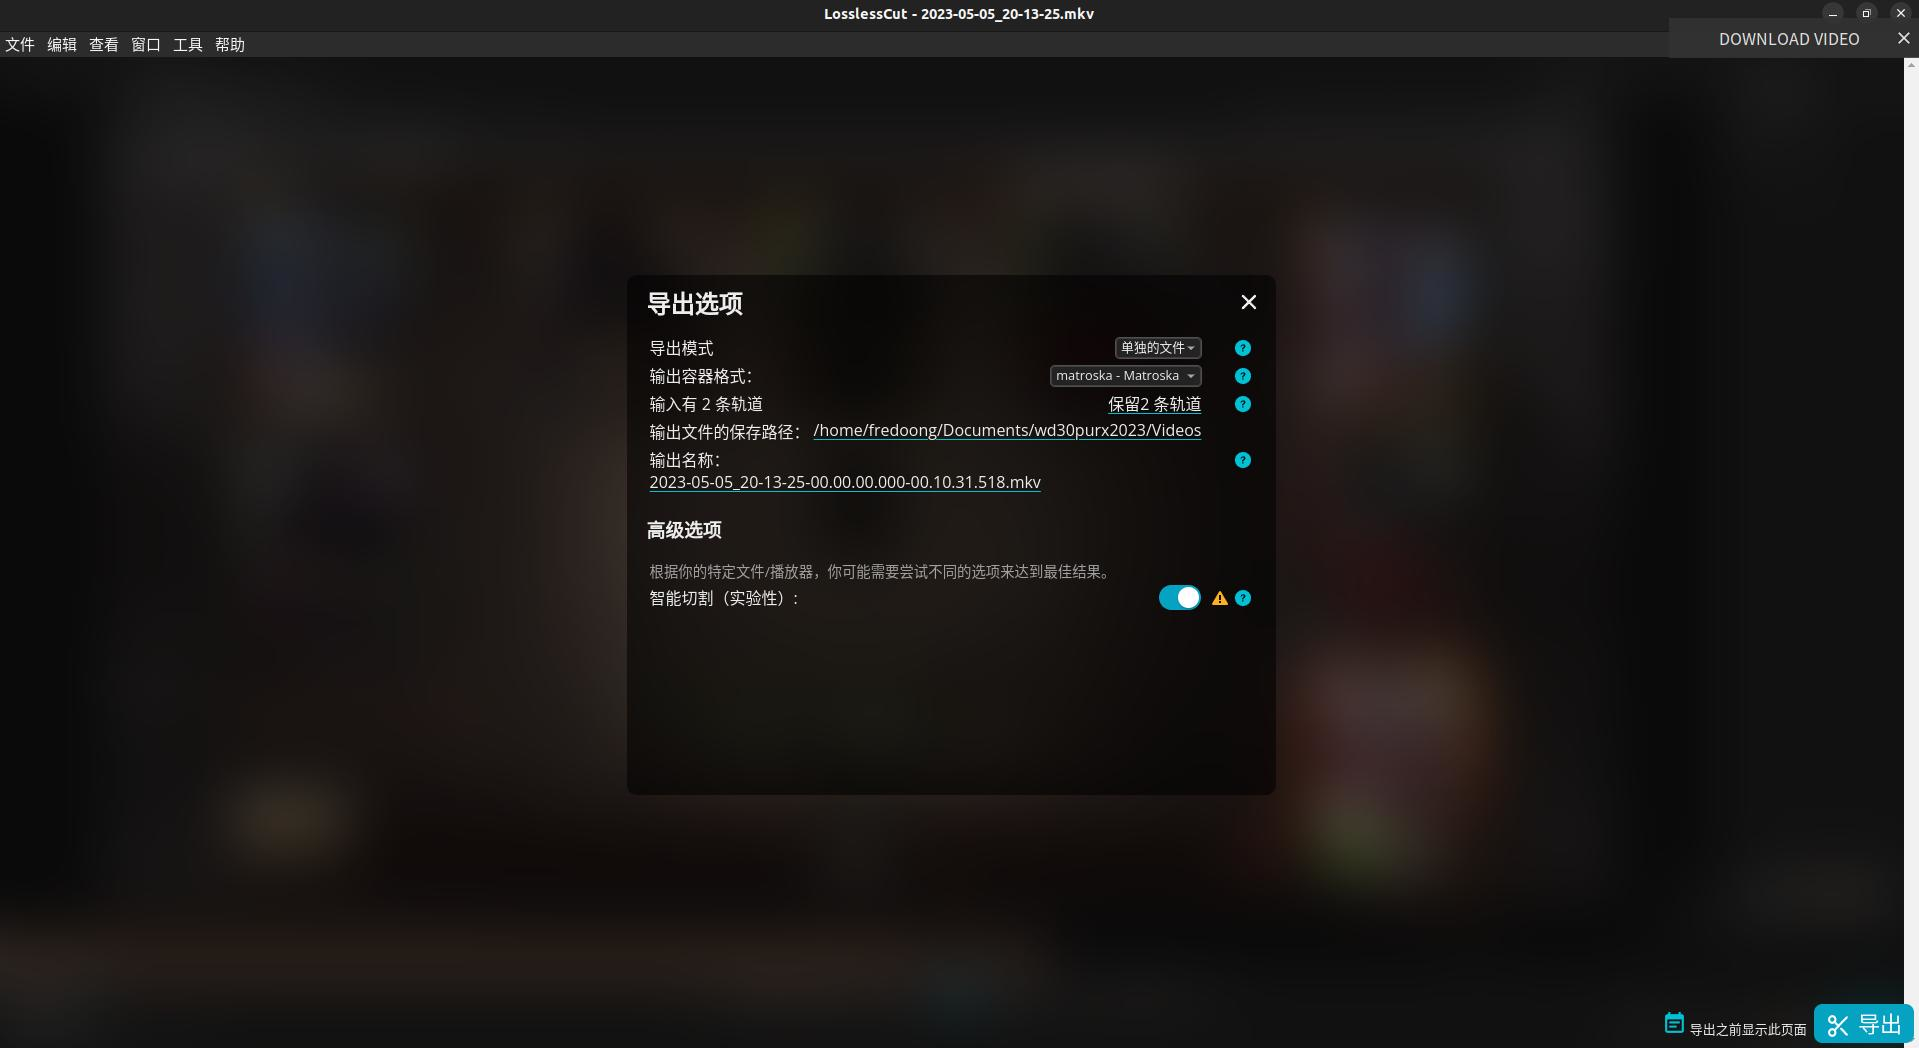 LosslessCut - 2023-05-05_20-13-25.mkv
文件 编辑 查看 窗口 工具 帮助
DOWNLOAD VIDEO
导出选项
导出模式 单独的文件
输出容器格式： matroska - Matroska
输入有 2 条轨道 保留2 条轨道
输出文件的保存路径： /home/fredoong/Documents/wd30purx2023/Videos
输出名称：
2023-05-05_20-13-25-00.00.00.000-00.10.31.518.mkv
高级选项
根据你的特定文件/播放器，你可能需要尝试不同的选项来达到最佳结果。
智能切割（实验性）:
导出之前显示此页面 导出